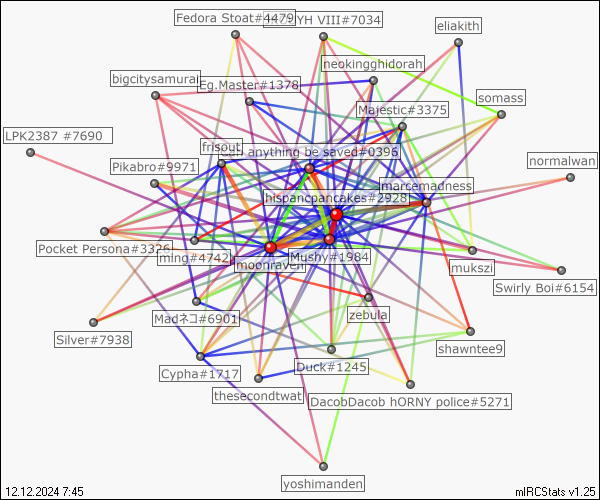 Fedora Stoat#4479
YH VIII#7034
eliakith
neokingghidorah
bigcitysamurai
Eg.Master#1378
somass
Majestic#3375
LPK2387 #7690
frisout
anything be saved#0396
normalwan
Pikabro#9971
marcemadness
hispancpancakes#2928
Pocket Persona#3326
ming#4742
moonraven
Mushy#1984
mukszi
Swirly Boi#6154
Madネコ#6901
zebula
Silver#7938
shawntee9
Cypha#1717
Duck#1245
thesecondtwat
DacobDacob hORNY police#5271
yoshimanden
12.12.2024 7:45
mIRCStats v1.25